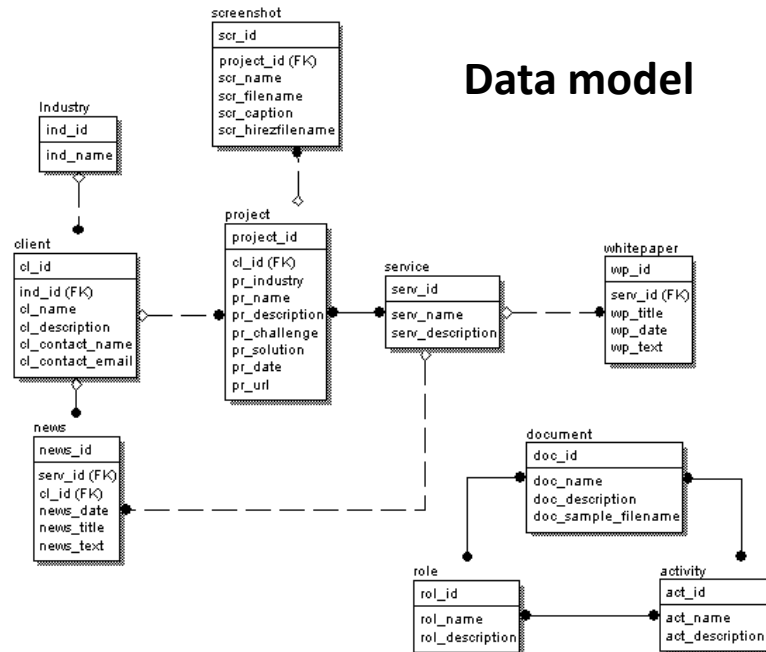 Data model
screenshot
scr_id
project_id (FK)
scr_name
scr_filename
scr_caption
scr_hirezfilename
Industry
ind_id
ind_name
project
project_id
cl_id (FK)
pr_industry
pr_name
pr_description
pr_challenge
pr_solution
pr_date
pr_url
client
cl_id
ind_id (FK)
cl_name
cl_description
cl_contact_name
cl_contact_email
service
serv_id
serv_name
serv_description
whitepaper
wp_id
serv_id (FK)
wp_title
wp_date
wp_text
news
news_id
serv_id (FK)
cl_id (FK)
news_date
news_title
news_text
document
doc_id
doc_name
doc_description
doc_sample_filename
role
rol_id
rol_name
rol_description
activity
act_id
act_name
act_description